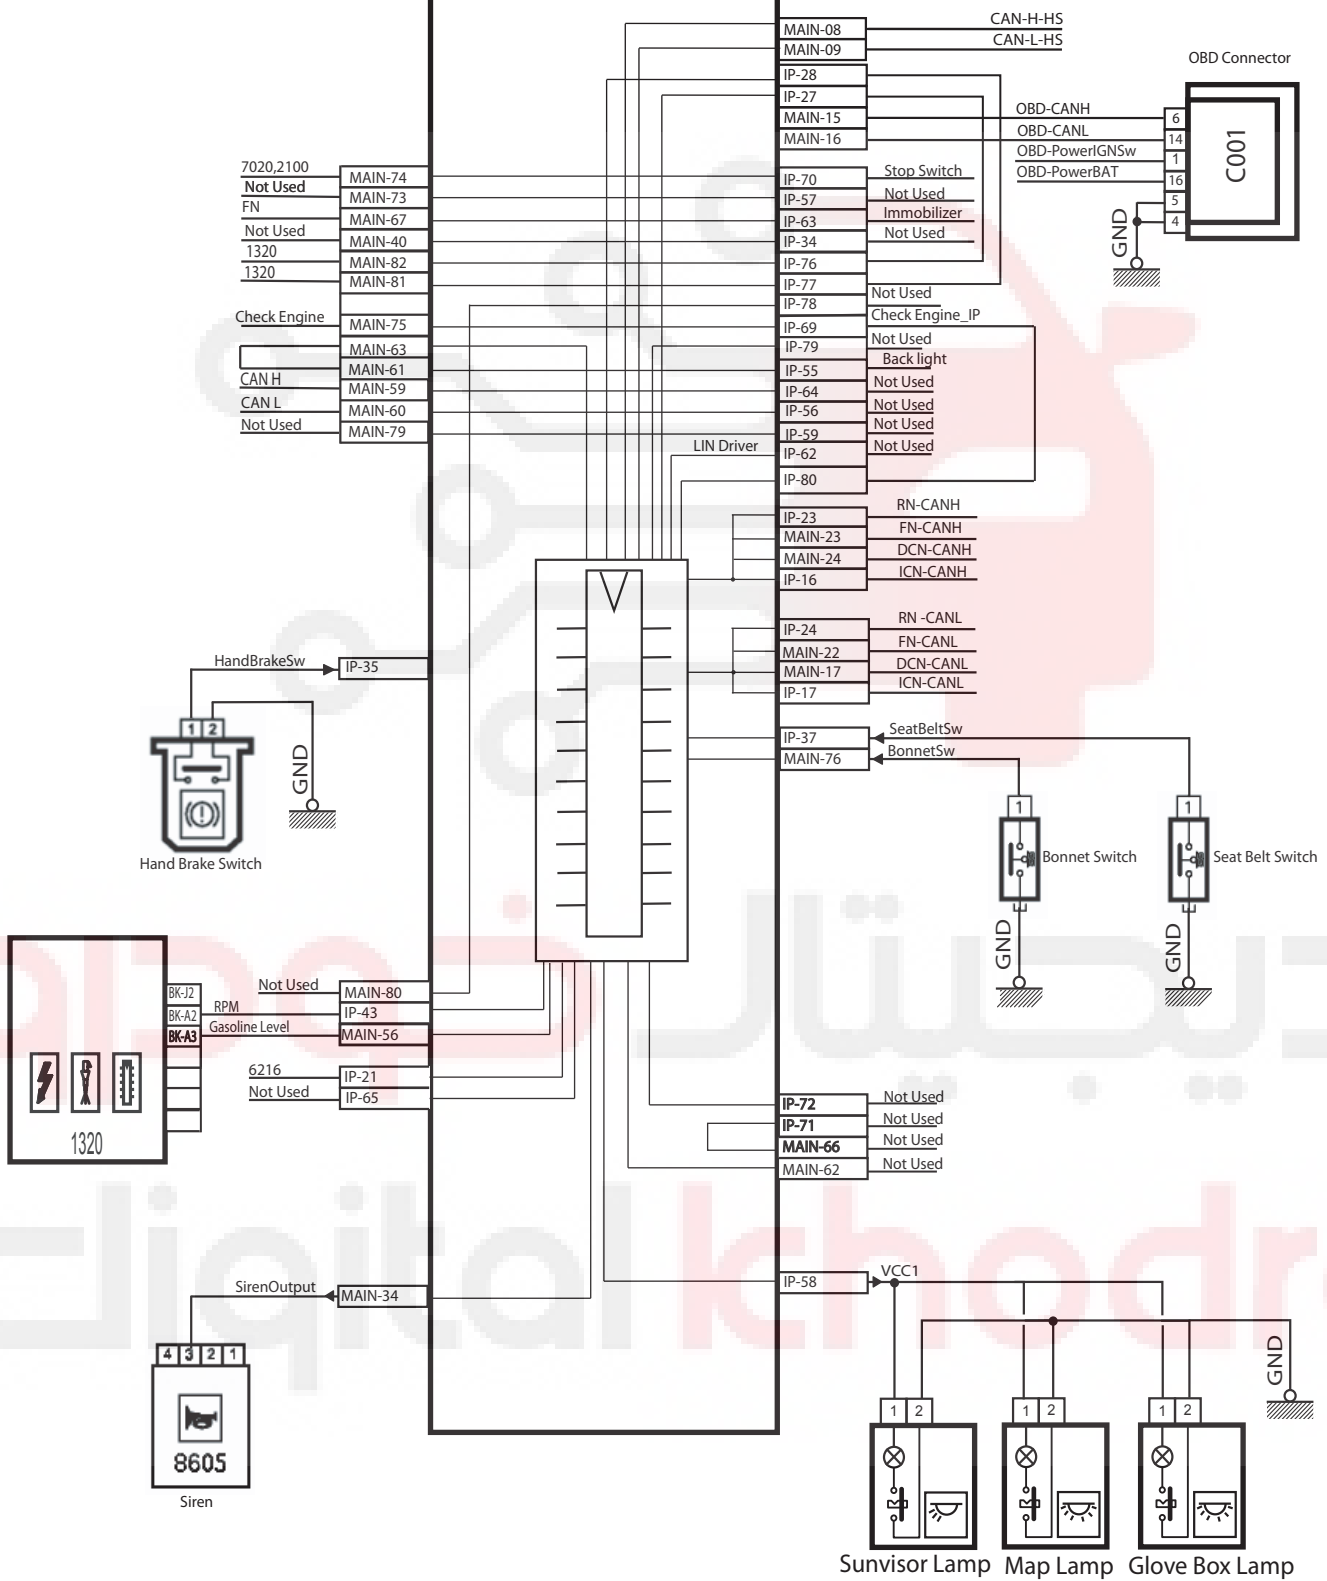 MAIN-08 CAN-H-HS
MAIN-09 CAN-L-HS
IP-28
IP-27
MAIN-15
MAIN-16
OBD Connector
OBD-CANH 6
OBD-CANL 14
OBD-PowerIGNSw 1
OBD-PowerBAT 16
5
4
C001
GND
7020,2100 MAIN-74
Not Used MAIN-73
FN MAIN-67
Not Used MAIN-40
1320 MAIN-82
1320 MAIN-81
Check Engine MAIN-75
MAIN-63
MAIN-61
CAN H MAIN-59
CAN L MAIN-60
Not Used MAIN-79
IP-70 Stop Switch
IP-57 Not Used
IP-63 Immobilizer
IP-34 Not Used
IP-76
IP-77
IP-78 Not Used
IP-69 Check Engine_IP
IP-79 Not Used
IP-55 Back light
IP-64 Not Used
IP-56 Not Used
IP-59 Not Used
LIN Driver IP-62 Not Used
IP-80
IP-23 RN-CANH
MAIN-23 FN-CANH
MAIN-24 DCN-CANH
IP-16 ICN-CANH
IP-24 RN -CANL
MAIN-22 FN-CANL
MAIN-17 DCN-CANL
IP-17 ICN-CANL
HandBrakeSw IP-35
1 2
GND
Hand Brake Switch
IP-37 SeatBeltSw
MAIN-76 BonnetSw
1
Bonnet Switch
GND
1
Seat Belt Switch
GND
BK-J2
BK-A2
BK-A3
Not Used MAIN-80
RPM IP-43
Gasoline Level MAIN-56
6216 IP-21
Not Used IP-65
1320
IP-72 Not Used
IP-71 Not Used
MAIN-66 Not Used
MAIN-62 Not Used
SirenOutput MAIN-34
4 3 2 1
8605
Siren
IP-58 VCC1
GND
1 2
1 2
1 2
Sunvisor Lamp Map Lamp Glove Box Lamp
دیجیتال خودرو
digital khodro